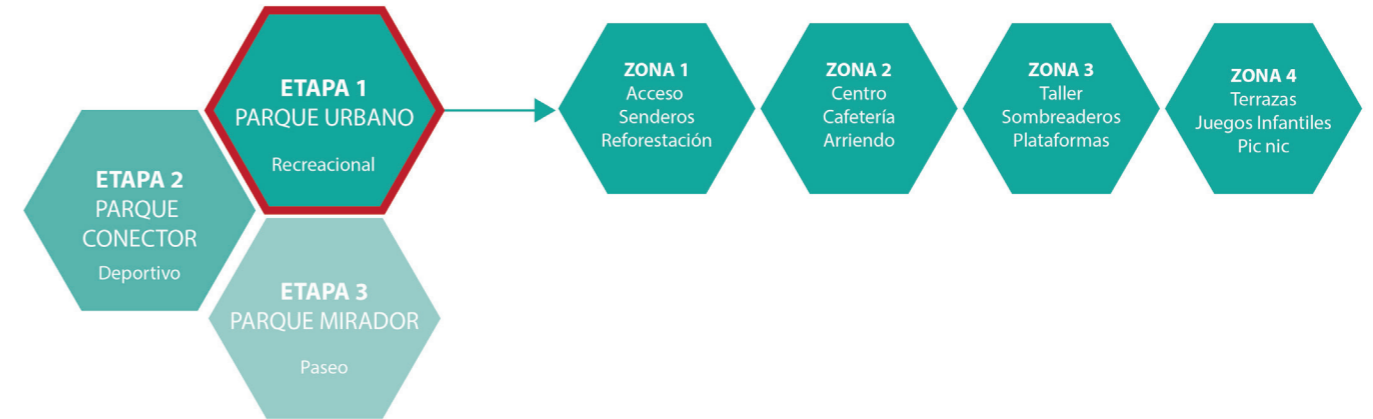 ETAPA 1
PARQUE URBANO
Recreacional
ETAPA 2
PARQUE
CONECTOR
Deportivo
ETAPA 3
PARQUE MIRADOR
Paseo
ZONA 1
Acceso
Senderos
Reforestación
ZONA 2
Centro
Cafetería
Arriendo
ZONA 3
Taller
Sombreaderos
Plataformas
ZONA 4
Terrazas
Juegos Infantiles
Pic nic